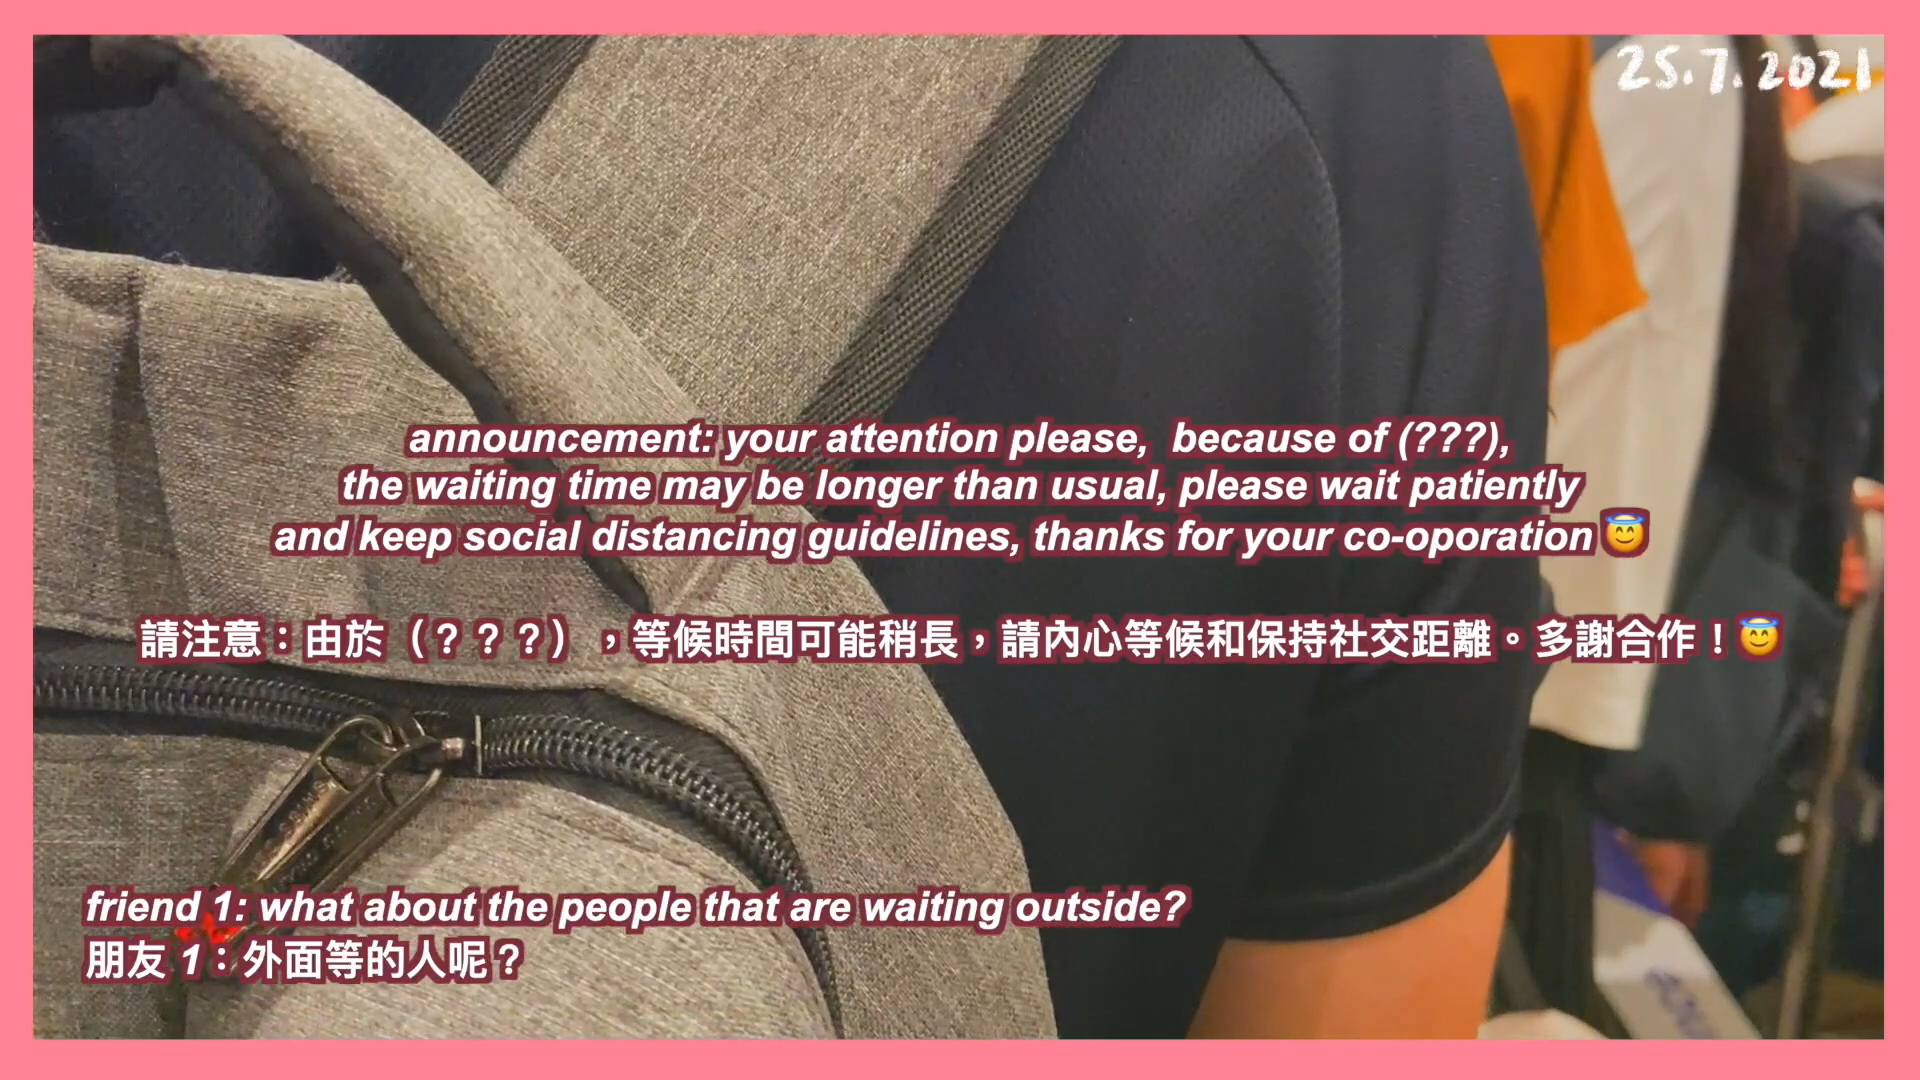 25.7.2021
announcement: your attention please, because of (???),
the waiting time may be longer than usual, please wait patiently
and keep social distancing guidelines, thanks for your co-oporation 😇
請注意：由於（？？？），等候時間可能稍長，請內心等候和保持社交距離。多謝合作！😇
friend 1: what about the people that are waiting outside?
朋友 1：外面等的人呢？